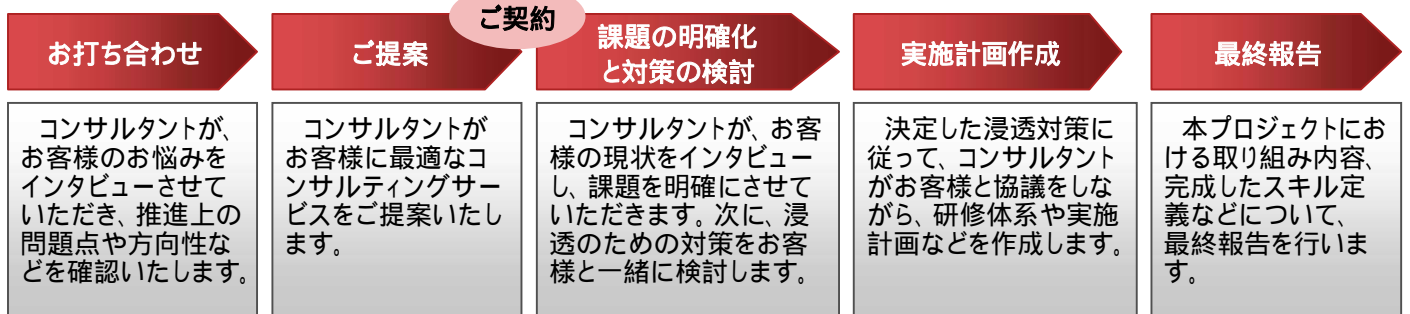 ご契約
お打ち合わせ
ご提案
課題の明確化
と対策の検討
実施計画作成
最終報告
コンサルタントが、
お客様のお悩みを
インタビューさせて
いただき、推進上の
問題点や方向性な
どを確認いたします。
コンサルタントが
お客様に最適なコ
ンサルティングサー
ビスをご提案いたし
ます。
コンサルタントが、お客
様の現状をインタビュー
し、課題を明確にさせて
いただきます。次に、浸
透のための対策をお客
様と一緒に検討します。
決定した浸透対策に
従って、コンサルタント
がお客様と協議をしな
がら、研修体系や実施
計画などを作成します。
本プロジェクトにお
ける取り組み内容、
完成したスキル定
義などについて、
最終報告を行いま
す。